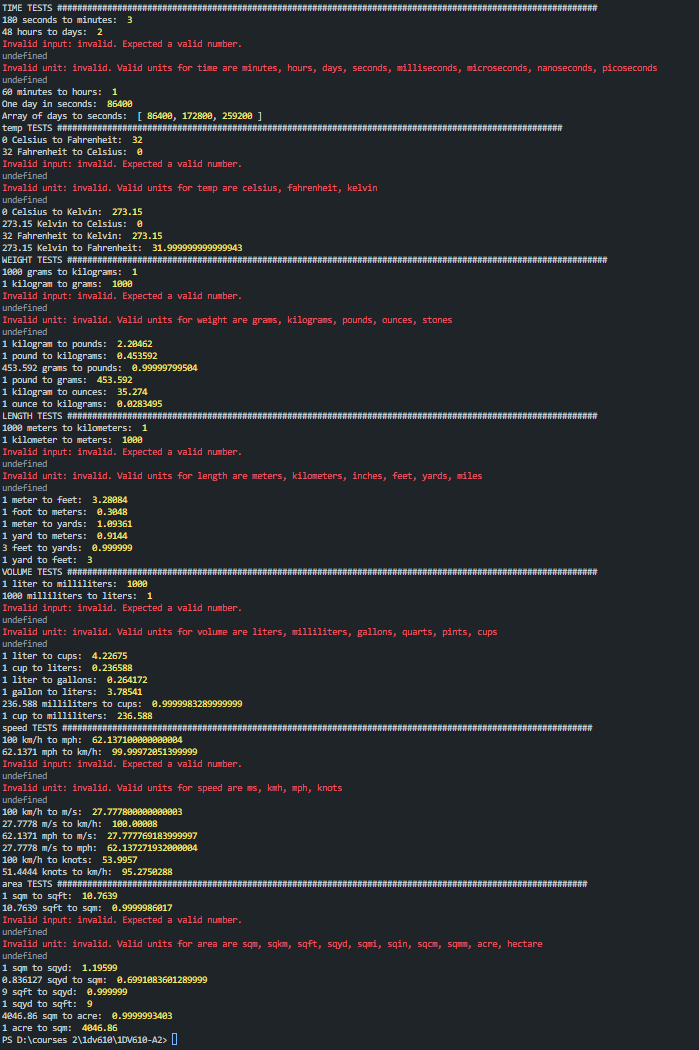 TIME TESTS ############################################################################################################
180 seconds to minutes:  3
48 hours to days:  2
Invalid input: invalid. Expected a valid number.
undefined
Invalid unit: invalid. Valid units for time are minutes, hours, days, seconds, milliseconds, microseconds, nanoseconds, picoseconds
undefined
60 minutes to hours:  1
One day in seconds:  86400
Array of days to seconds:  [ 86400, 172800, 259200 ]
temp TESTS #####################################################################################################
0 Celsius to Fahrenheit:  32
32 Fahrenheit to Celsius:  0
Invalid input: invalid. Expected a valid number.
undefined
Invalid unit: invalid. Valid units for temp are celsius, fahrenheit, kelvin
undefined
0 Celsius to Kelvin:  273.15
273.15 Kelvin to Celsius:  0
32 Fahrenheit to Kelvin:  273.15
273.15 Kelvin to Fahrenheit:  31.999999999999943
WEIGHT TESTS ############################################################################################################
1000 grams to kilograms:  1
1 kilogram to grams:  1000
Invalid input: invalid. Expected a valid number.
undefined
Invalid unit: invalid. Valid units for weight are grams, kilograms, pounds, ounces, stones
undefined
1 kilogram to pounds:  2.20462
1 pound to kilograms:  0.453592
453.592 grams to pounds:  0.99999799504
1 pound to grams:  453.592
1 kilogram to ounces:  35.274
1 ounce to kilograms:  0.0283495
LENGTH TESTS ##########################################################################################################
1000 meters to kilometers:  1
1 kilometer to meters:  1000
Invalid input: invalid. Expected a valid number.
undefined
Invalid unit: invalid. Valid units for length are meters, kilometers, inches, feet, yards, miles
undefined
1 meter to feet:  3.28084
1 foot to meters:  0.3048
1 meter to yards:  1.09361
1 yard to meters:  0.9144
3 feet to yards:  0.999999
1 yard to feet:  3
VOLUME TESTS ##########################################################################################################
1 liter to milliliters:  1000
1000 milliliters to liters:  1
Invalid input: invalid. Expected a valid number.
undefined
Invalid unit: invalid. Valid units for volume are liters, milliliters, gallons, quarts, pints, cups
undefined
1 liter to cups:  4.22675
1 cup to liters:  0.236588
1 liter to gallons:  0.264172
1 gallon to liters:  3.78541
236.588 milliliters to cups:  0.9999983289999999
1 cup to milliliters:  236.588
speed TESTS ##########################################################################################################
100 km/h to mph:  62.137100000000004
62.1371 mph to km/h:  99.99972051399999
Invalid input: invalid. Expected a valid number.
undefined
Invalid unit: invalid. Valid units for speed are ms, kmh, mph, knots
undefined
100 km/h to m/s:  27.777800000000003
27.7778 m/s to km/h:  100.00008
62.1371 mph to m/s:  27.777769183999997
27.7778 m/s to mph:  62.137271932000004
100 km/h to knots:  53.9957
51.4444 knots to km/h:  95.2750288
area TESTS ##########################################################################################################
1 sqm to sqft:  10.7639
10.7639 sqft to sqm:  0.9999986017
Invalid input: invalid. Expected a valid number.
undefined
Invalid unit: invalid. Valid units for area are sqm, sqkm, sqft, sqyd, sqmi, sqin, sqcm, sqmm, acre, hectare
undefined
1 sqm to sqyd:  1.19599
0.836127 sqyd to sqm:  0.6991083601289999
9 sqft to sqyd:  0.999999
1 sqyd to sqft:  9
4046.86 sqm to acre:  0.9999993403
1 acre to sqm:  4046.86
PS D:\courses 2\1dv610\1DV610-A2>